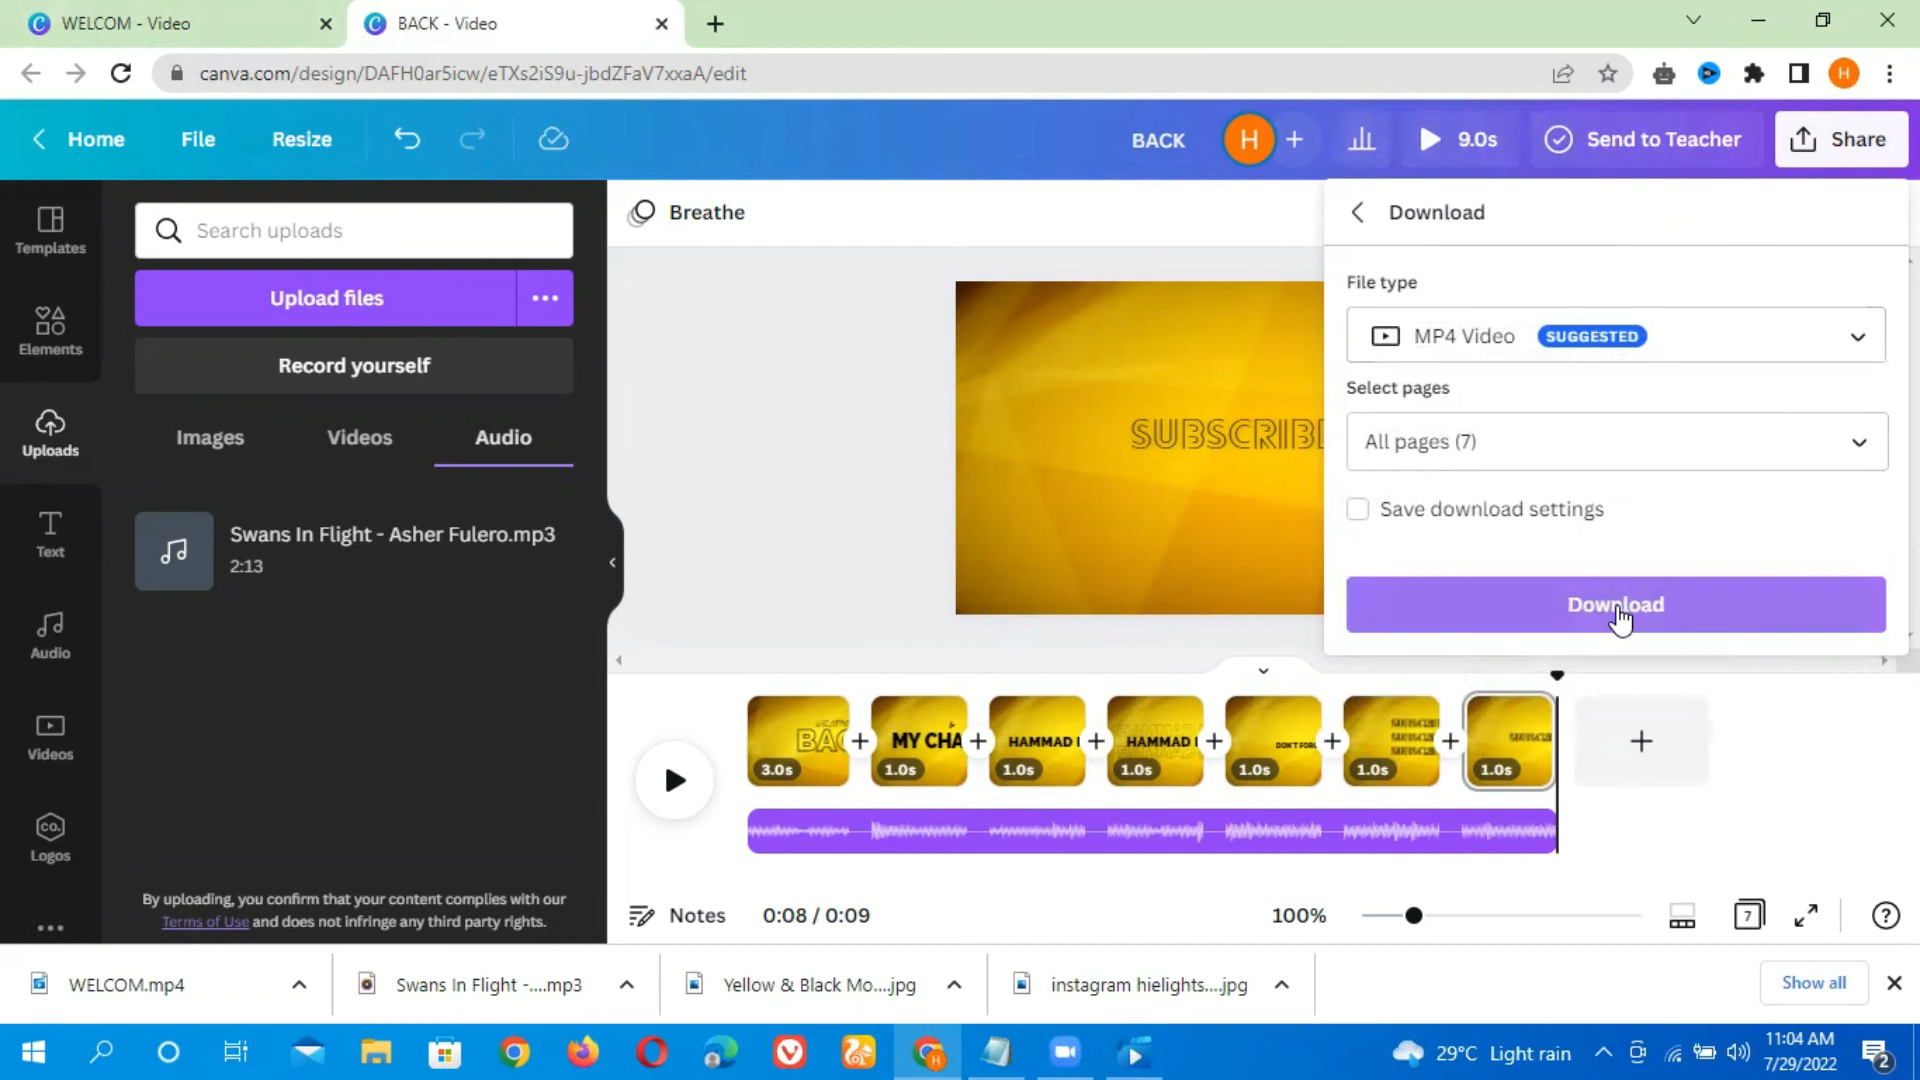 WELCOM - Video
BACK - Video
canva.com/design/DAFH0ar5icw/eTXs2iS9u-jbdZFaV7xxaA/edit
H
Home
File
Resize
BACK
H
9.0s
Send to Teacher
Share
Templates
Elements
Uploads
Text
Audio
Videos
CO.
Logos
Search uploads
Upload files
Record yourself
Images
Videos
Audio
Swans In Flight - Asher Fulero.mp3
2:13
By uploading, you confirm that your content complies with our
Terms of Use and does not infringe any third party rights.
Breathe
SUBSCRIBE
Download
File type
MP4 Video SUGGESTED
Select pages
All pages (7)
Save download settings
Download
BAC
3.0s
MY CHA
1.0s
HAMMAD
1.0s
HAMMAD
1.0s
DON'T FOR
1.0s
1.0s
1.0s
Notes
0:08 / 0:09
100%
7
WELCOM.mp4
Swans In Flight -....mp3
Yellow & Black Mo....jpg
instagram hielights....jpg
Show all
29°C Light rain
11:04 AM
7/29/2022
2